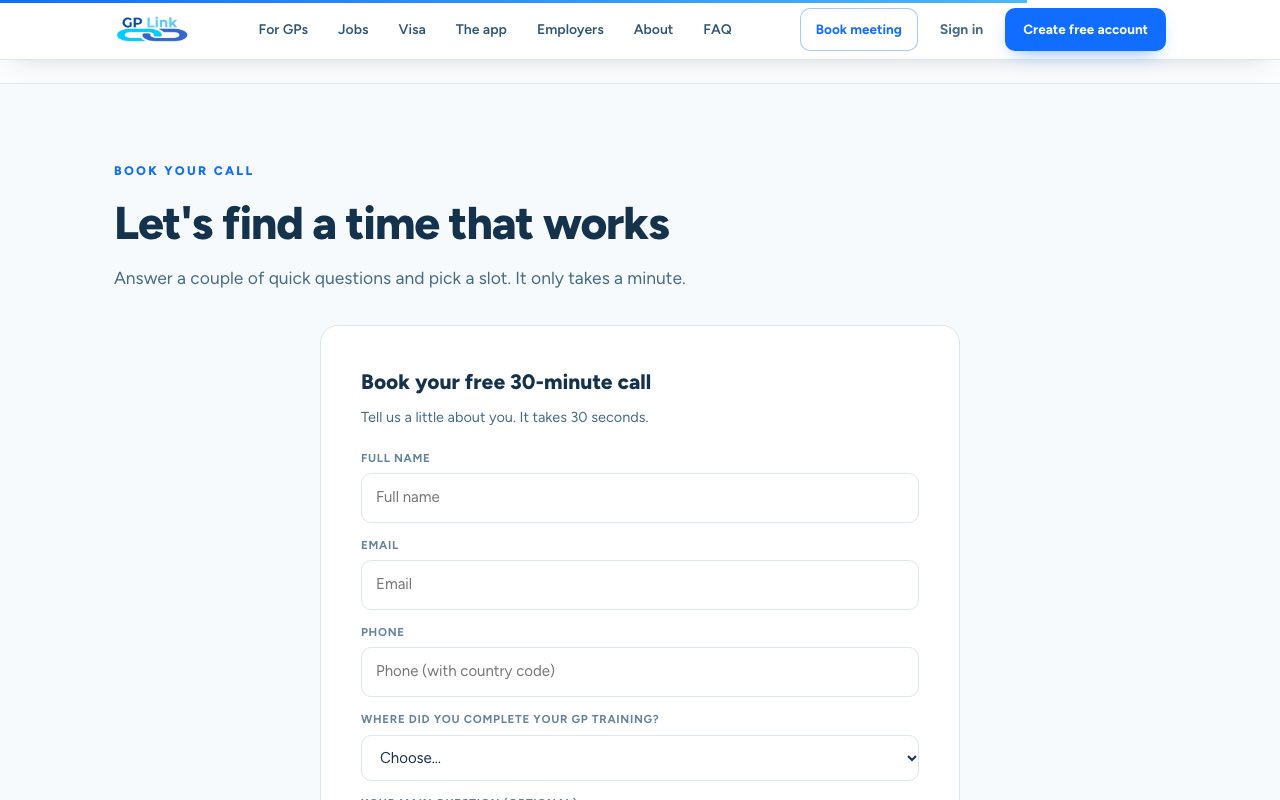 GP Link
For GPs
Jobs
Visa
The app
Employers
About
FAQ
Book meeting
Sign in
Create free account
BOOK YOUR CALL
Let's find a time that works
Answer a couple of quick questions and pick a slot. It only takes a minute.
Book your free 30-minute call
Tell us a little about you. It takes 30 seconds.
FULL NAME
Full name
EMAIL
Email
PHONE
Phone (with country code)
WHERE DID YOU COMPLETE YOUR GP TRAINING?
Choose...